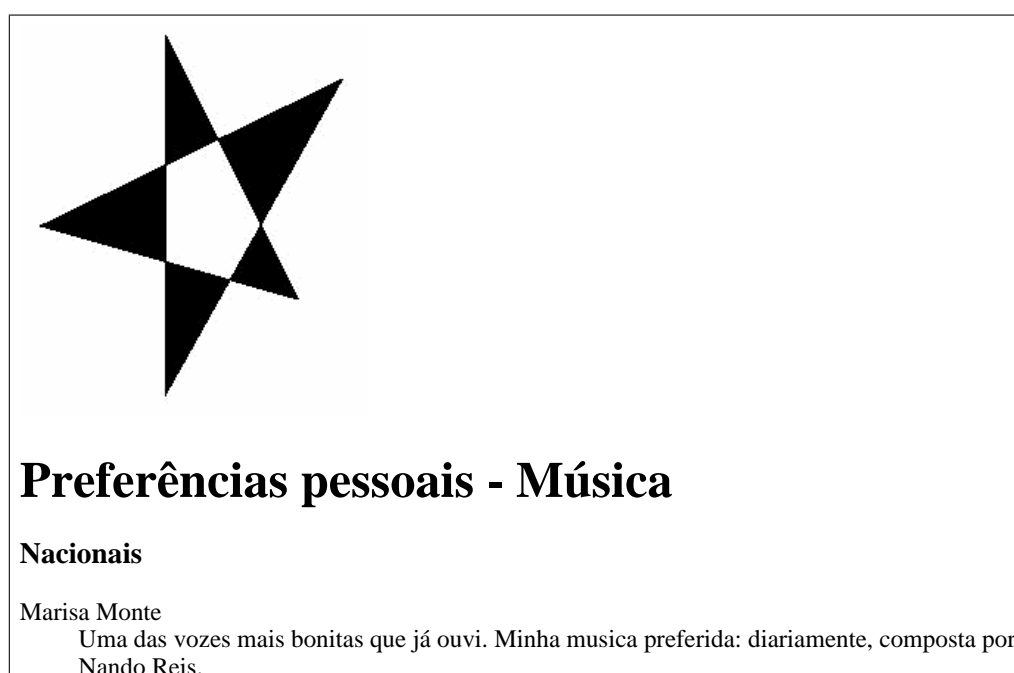 Preferências pessoais - Música
Nacionais
Marisa Monte
Uma das vozes mais bonitas que já ouvi. Minha musica preferida: diariamente, composta por
Nando Reis.